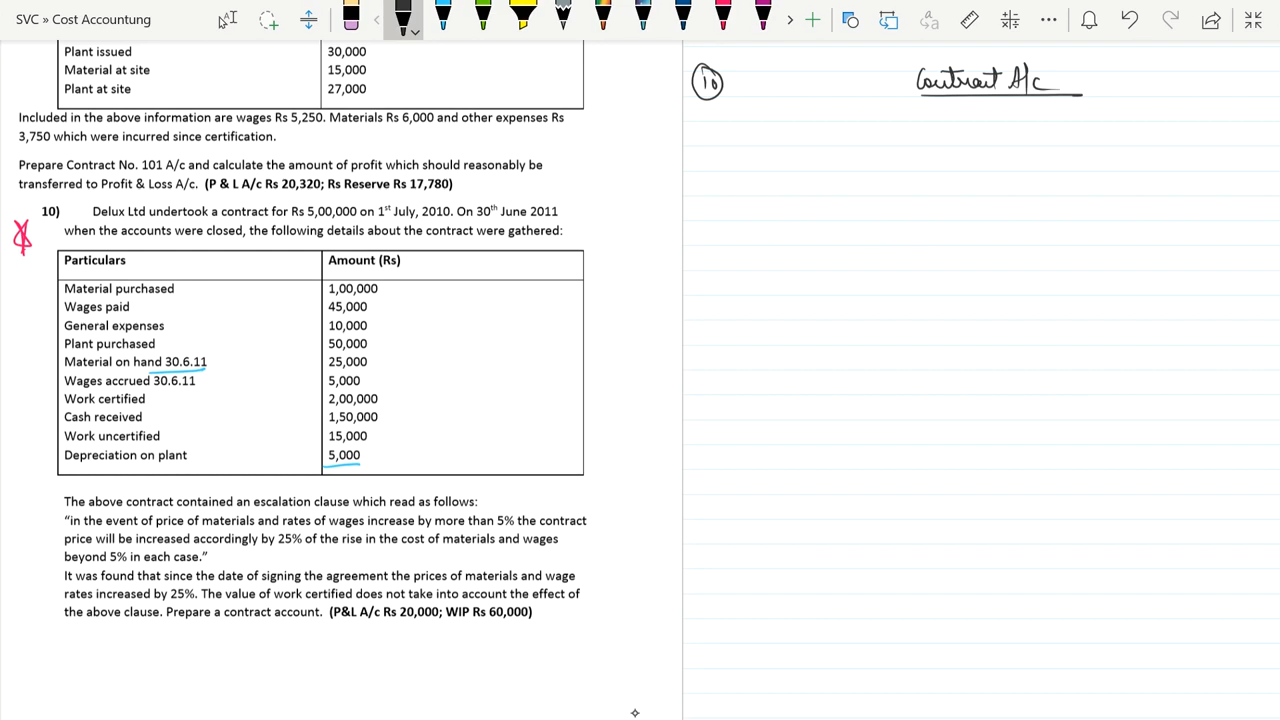 SVC » Cost Accountung
Plant issued 30,000
Material at site 15,000
Plant at site 27,000
Included in the above information are wages Rs 5,250. Materials Rs 6,000 and other expenses Rs
3,750 which were incurred since certification.
Prepare Contract No. 101 A/c and calculate the amount of profit which should reasonably be
transferred to Profit & Loss A/c. (P & L A/c Rs 20,320; Rs Reserve Rs 17,780)
10) Delux Ltd undertook a contract for Rs 5,00,000 on 1st July, 2010. On 30th June 2011
when the accounts were closed, the following details about the contract were gathered:
Particulars Amount (Rs)
Material purchased 1,00,000
Wages paid 45,000
General expenses 10,000
Plant purchased 50,000
Material on hand 30.6.11 25,000
Wages accrued 30.6.11 5,000
Work certified 2,00,000
Cash received 1,50,000
Work uncertified 15,000
Depreciation on plant 5,000
The above contract contained an escalation clause which read as follows:
“in the event of price of materials and rates of wages increase by more than 5% the contract
price will be increased accordingly by 25% of the rise in the cost of materials and wages
beyond 5% in each case.”
It was found that since the date of signing the agreement the prices of materials and wage
rates increased by 25%. The value of work certified does not take into account the effect of
the above clause. Prepare a contract account. (P&L A/c Rs 20,000; WIP Rs 60,000)
10 Contract A/c